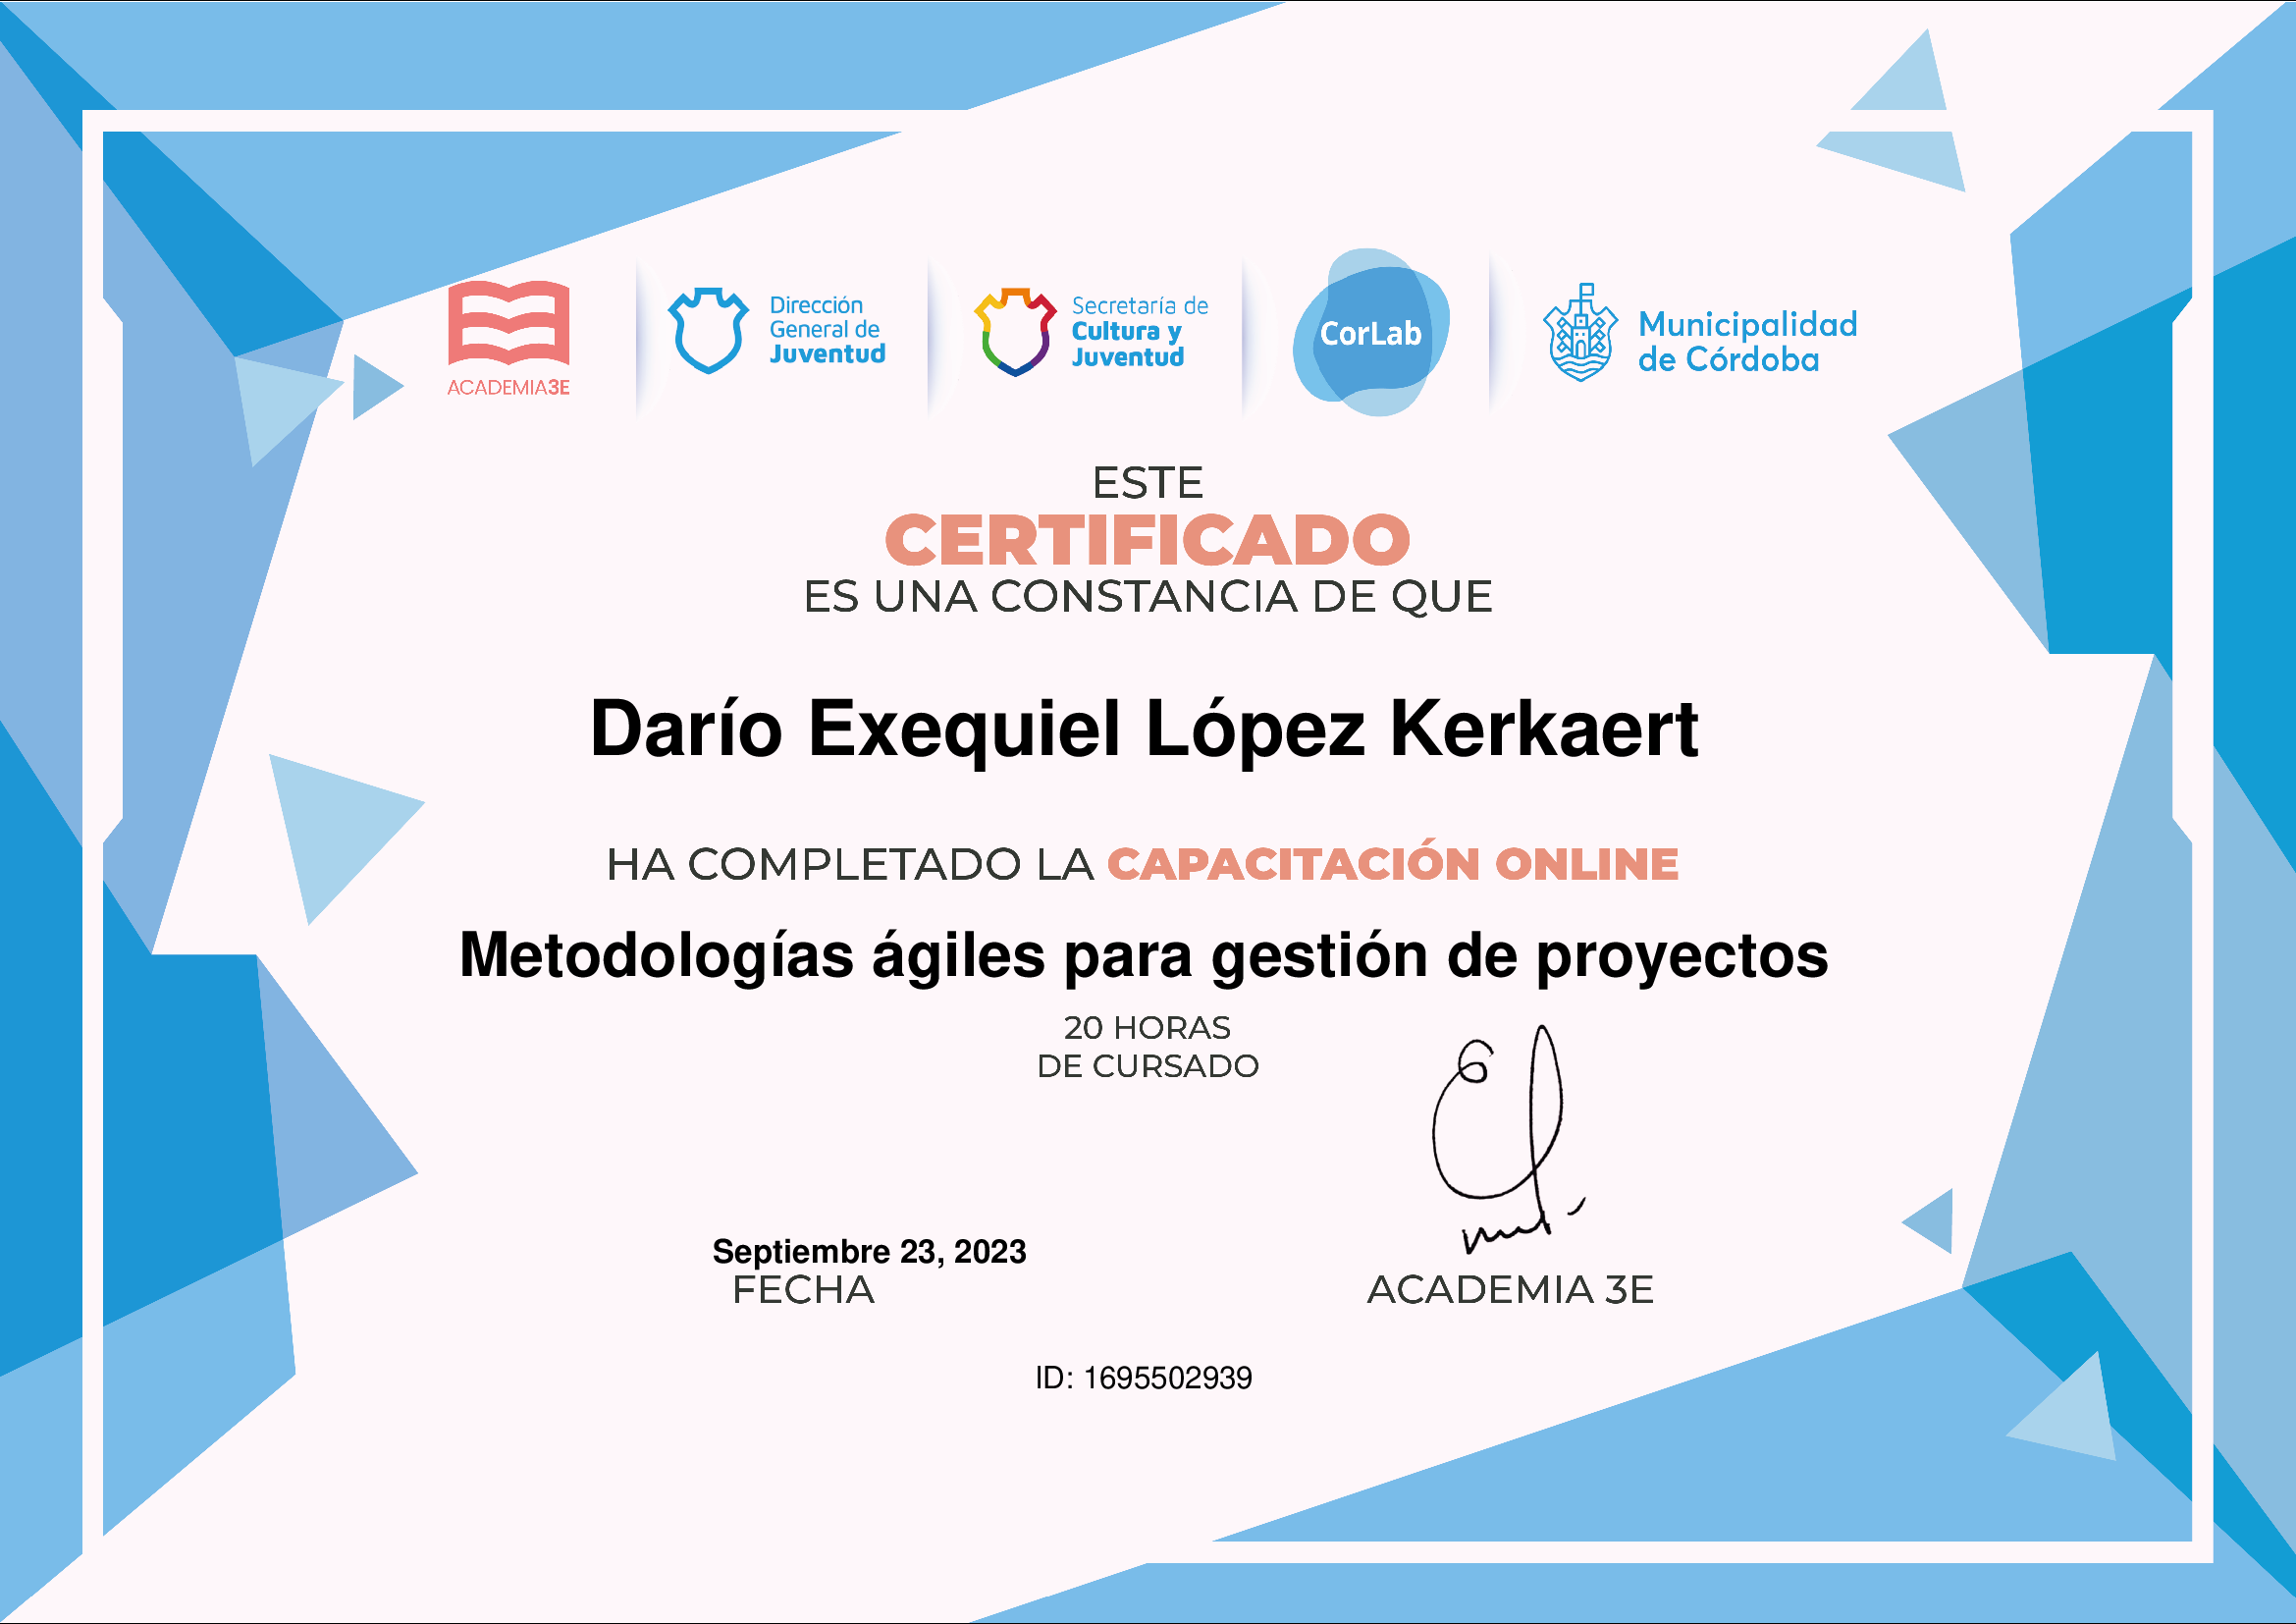 ACADEMIA3E
Dirección
General de
Juventud
Secretaría de
Cultura y
Juventud
CorLab
Municipalidad
de Córdoba
ESTE
CERTIFICADO
ES UNA CONSTANCIA DE QUE
Darío Exequiel López Kerkaert
HA COMPLETADO LA CAPACITACIÓN ONLINE
Metodologías ágiles para gestión de proyectos
20 HORAS
DE CURSADO
Septiembre 23, 2023
FECHA
ACADEMIA 3E
ID: 1695502939